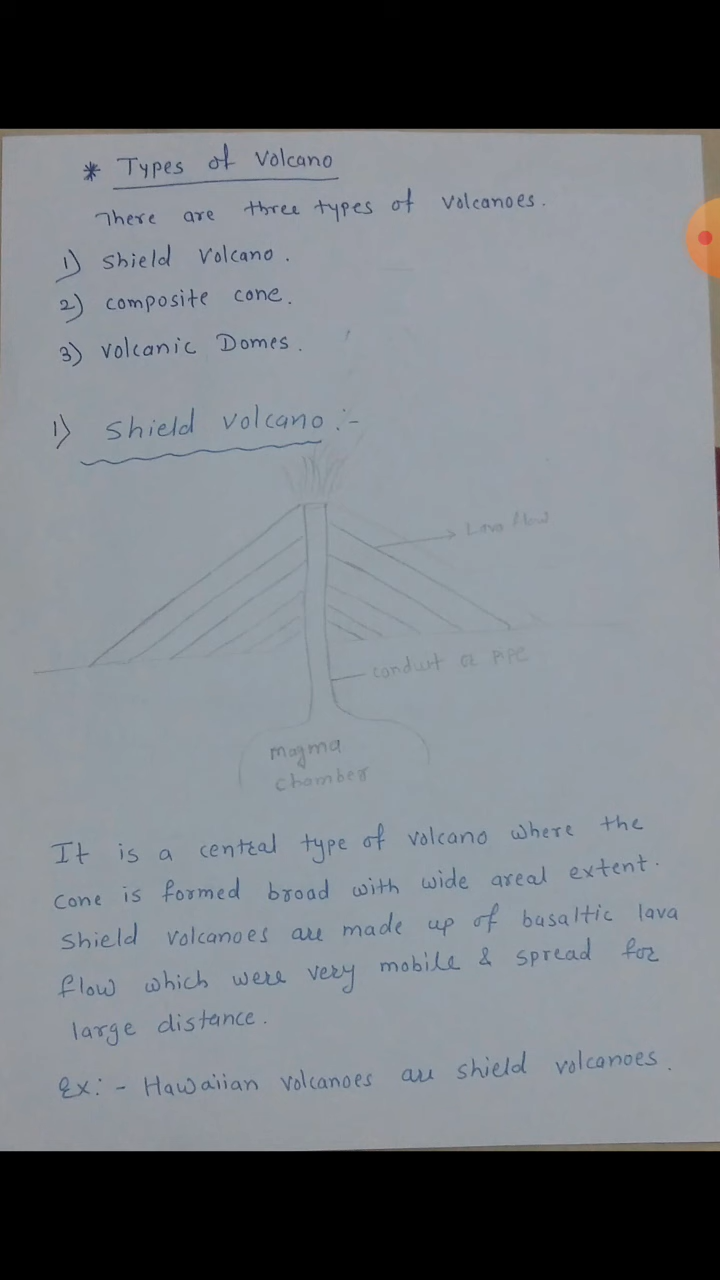 * Types of Volcano
There are three types of volcanoes.
1) Shield Volcano.
2) composite cone.
3) Volcanic Domes.
1) Shield volcano :-
Lava flow
conduit or pipe
magma
chamber
It is a central type of volcano where the
cone is formed broad with wide areal extent.
Shield volcanoes are made up of basaltic lava
flow which were very mobile & spread for
large distance.
Ex: - Hawaiian volcanoes are shield volcanoes.